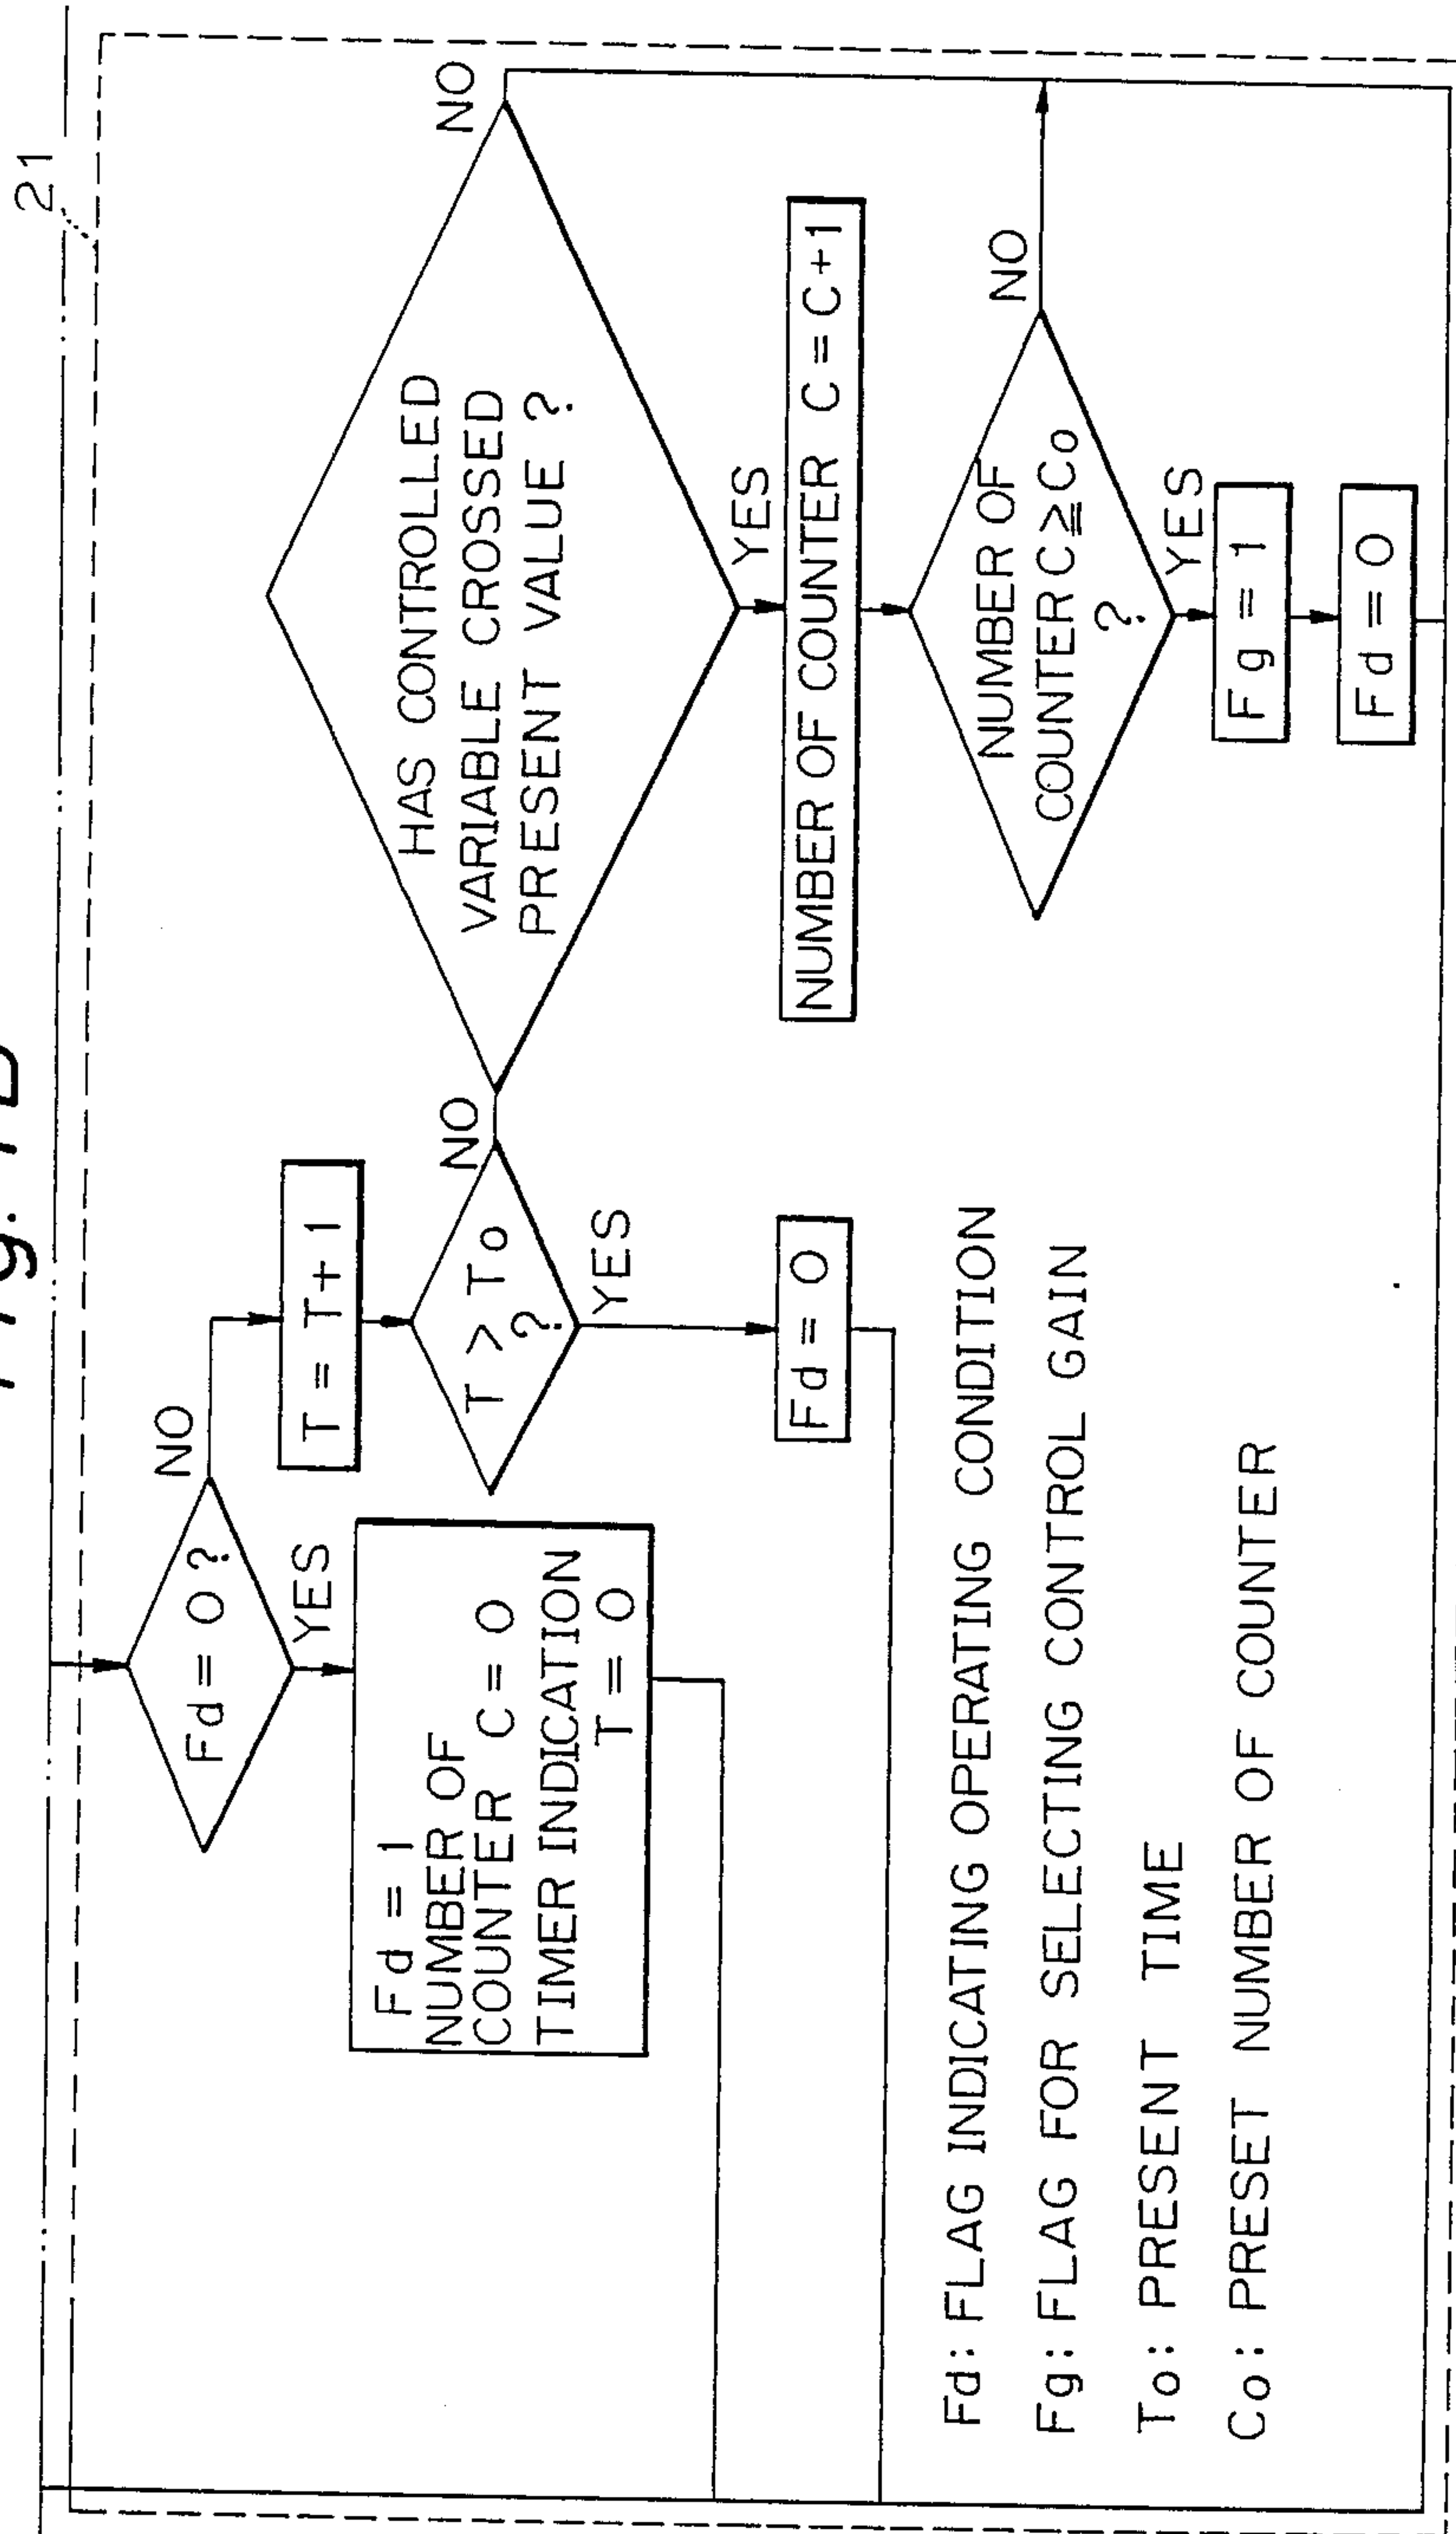 21
Fd = 0 ?
NO
YES
T = T + 1
Fd = 1
NUMBER OF
COUNTER C = 0
TIMER INDICATION
T = 0
T > To
?
NO
YES
Fd = 0
HAS CONTROLLED
VARIABLE CROSSED
PRESENT VALUE ?
NO
YES
NUMBER OF COUNTER C = C + 1
NUMBER OF
COUNTER C ≧ Co
?
NO
YES
Fg = 1
Fd = 0
Fd : FLAG INDICATING OPERATING CONDITION
Fg : FLAG FOR SELECTING CONTROL GAIN
To : PRESENT TIME
Co : PRESET NUMBER OF COUNTER